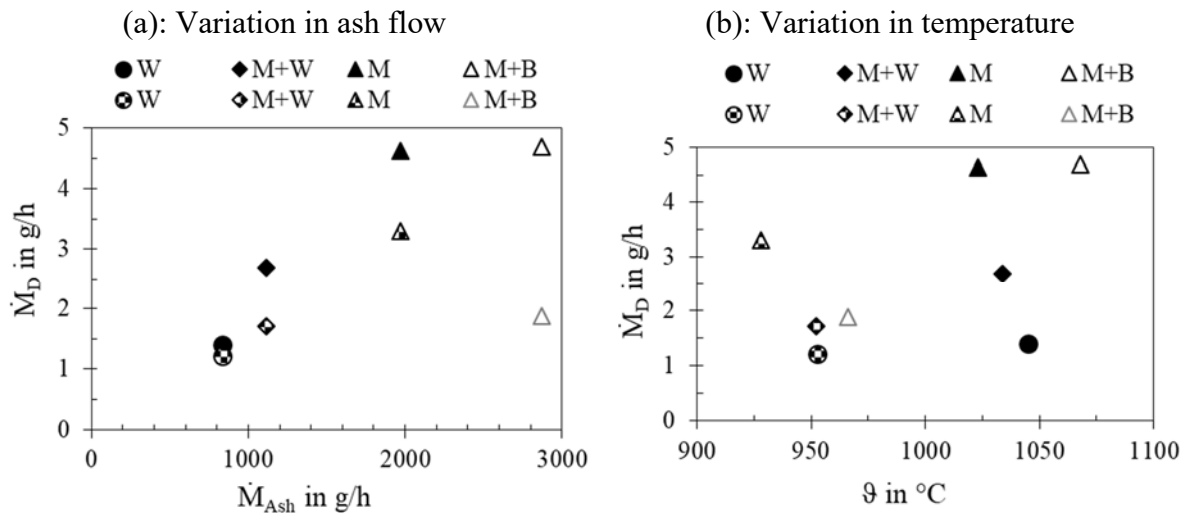 (a): Variation in ash flow
W M+W M M+B
W M+W M M+B
5
4
3
2
1
0
0 1000 2000 3000
Ṁ_D in g/h
Ṁ_Ash in g/h
(b): Variation in temperature
W M+W M M+B
W M+W M M+B
5
4
3
2
1
0
900 950 1000 1050 1100
Ṁ_D in g/h
ϑ in °C